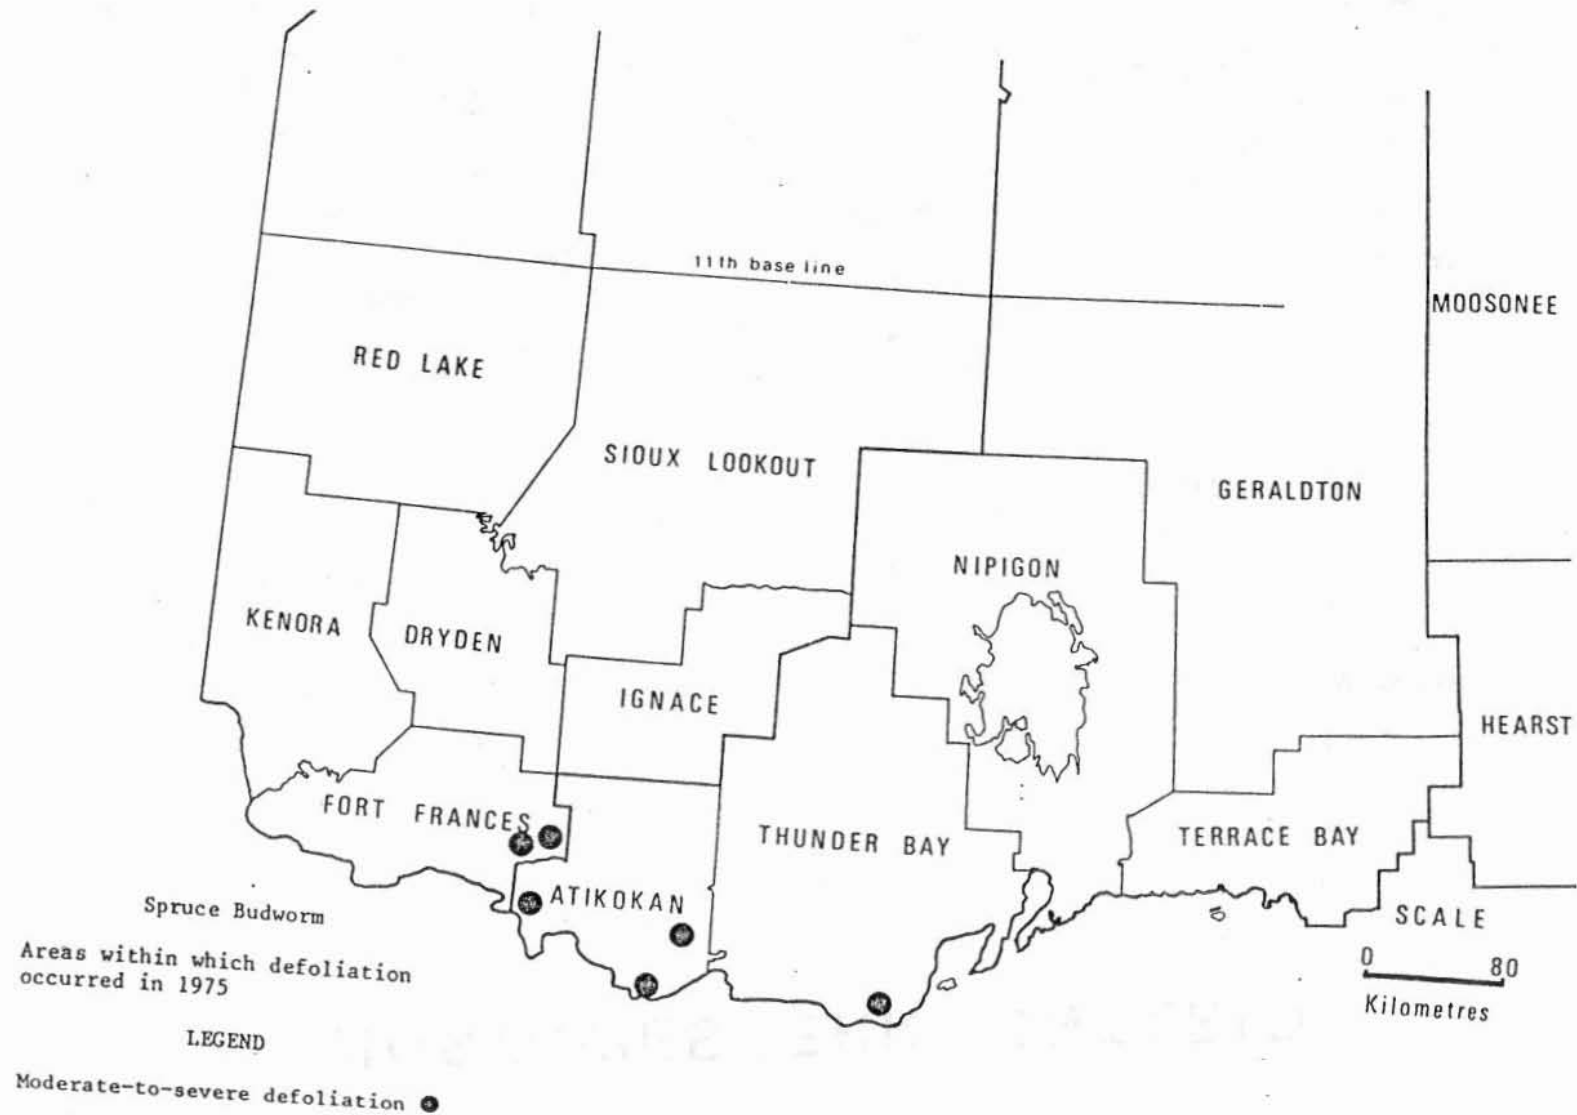 11th base line
MOOSONEE
RED LAKE
SIOUX LOOKOUT
GERALDTON
NIPIGON
KENORA
DRYDEN
IGNACE
HEARST
FORT FRANCES
THUNDER BAY
TERRACE BAY
ATIKOKAN
SCALE
0 80
Kilometres
Spruce Budworm
Areas within which defoliation
occurred in 1975
LEGEND
Moderate-to-severe defoliation